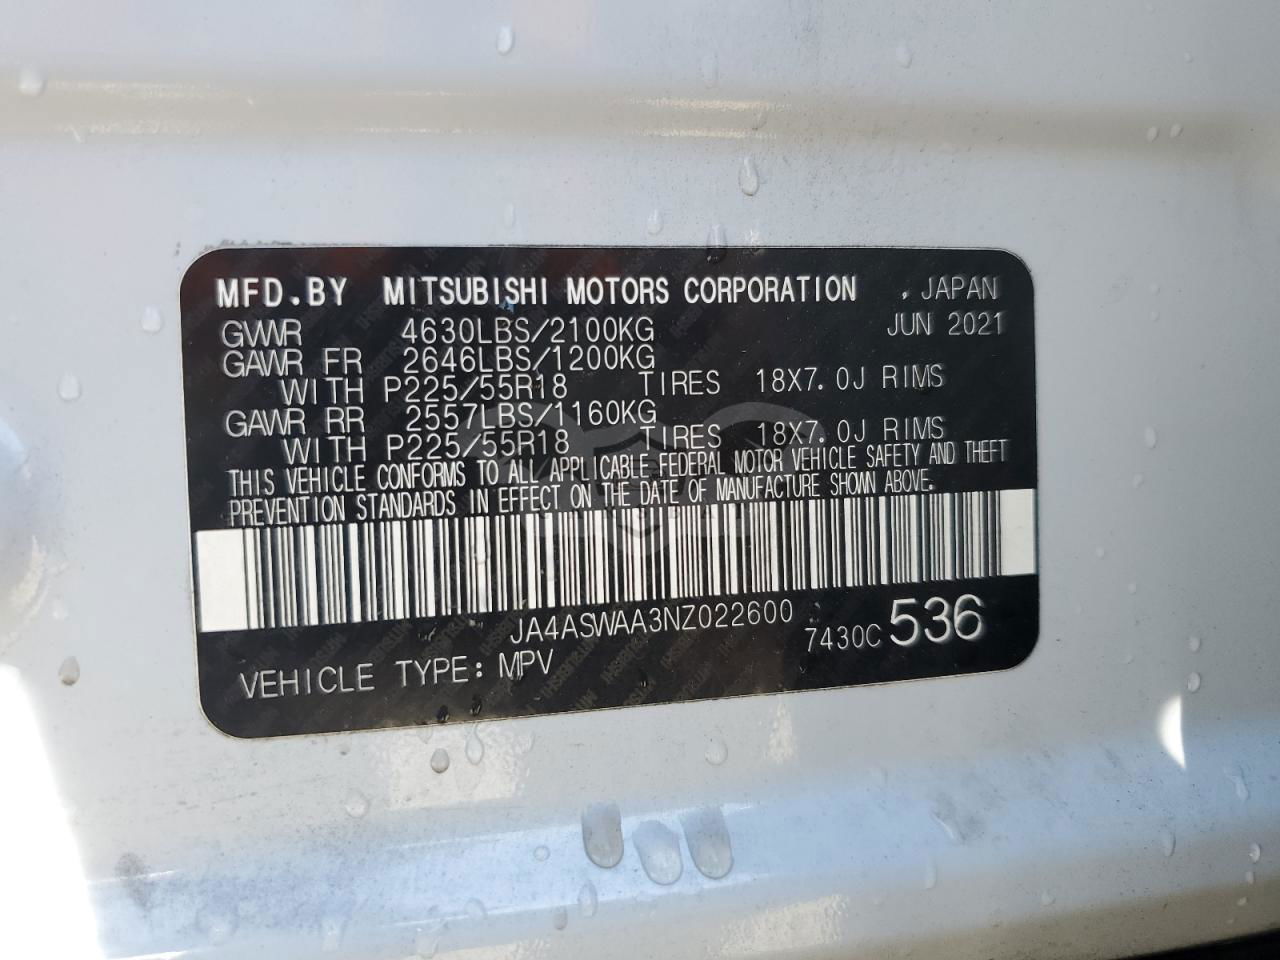 MFD.BY MITSUBISHI MOTORS CORPORATION , JAPAN
GVWR 4630LBS/2100KG JUN 2021
GAWR FR 2646LBS/1200KG
WITH P225/55R18 TIRES 18X7.0J RIMS
GAWR RR 2557LBS/1160KG
WITH P225/55R18 TIRES 18X7.0J RIMS
THIS VEHICLE CONFORMS TO ALL APPLICABLE FEDERAL MOTOR VEHICLE SAFETY AND THEFT
PREVENTION STANDARDS IN EFFECT ON THE DATE OF MANUFACTURE SHOWN ABOVE.
JA4ASWAA3NZ022600 7430C 536
VEHICLE TYPE: MPV